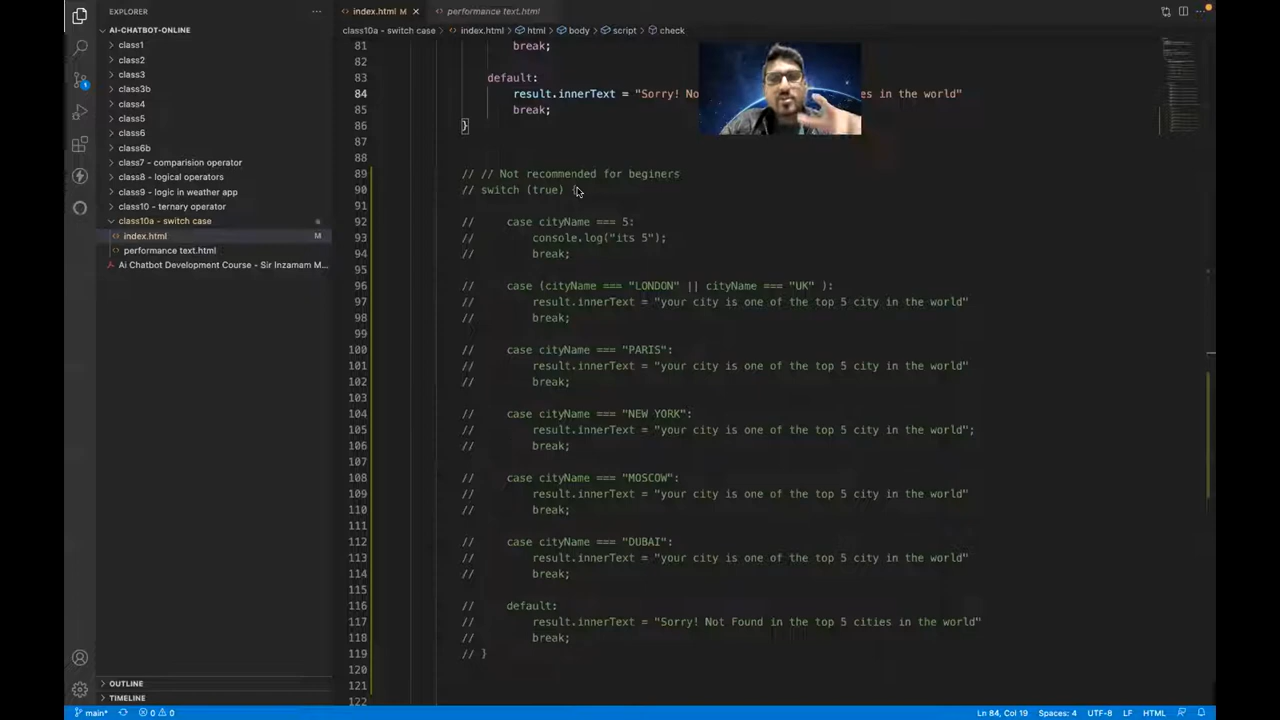 EXPLORER
AI-CHATBOT-ONLINE
class1
class2
class3
class3b
class4
class5
class6
class6b
class7 - comparision operator
class8 - logical operators
class9 - logic in weather app
class10 - ternary operator
class10a - switch case
index.html M
performance text.html
Ai Chatbot Development Course - Sir Inzamam M...
OUTLINE
TIMELINE
index.html M
performance text.html
class10a - switch case > index.html > html > body > script > check
81 break;
82
83 default:
84 result.innerText = "Sorry! No es in the world"
85 break;
86 }
87
88
89 // // Not recommended for beginers
90 // switch (true) {
91
92 // case cityName === 5:
93 // console.log("its 5");
94 // break;
95
96 // case (cityName === "LONDON" || cityName === "UK" ):
97 // result.innerText = "your city is one of the top 5 city in the world"
98 // break;
99
100 // case cityName === "PARIS":
101 // result.innerText = "your city is one of the top 5 city in the world"
102 // break;
103
104 // case cityName === "NEW YORK":
105 // result.innerText = "your city is one of the top 5 city in the world";
106 // break;
107
108 // case cityName === "MOSCOW":
109 // result.innerText = "your city is one of the top 5 city in the world"
110 // break;
111
112 // case cityName === "DUBAI":
113 // result.innerText = "your city is one of the top 5 city in the world"
114 // break;
115
116 // default:
117 // result.innerText = "Sorry! Not Found in the top 5 cities in the world"
118 // break;
119 // }
120
121
122
main* 0 0 Ln 84, Col 19 Spaces: 4 UTF-8 LF HTML